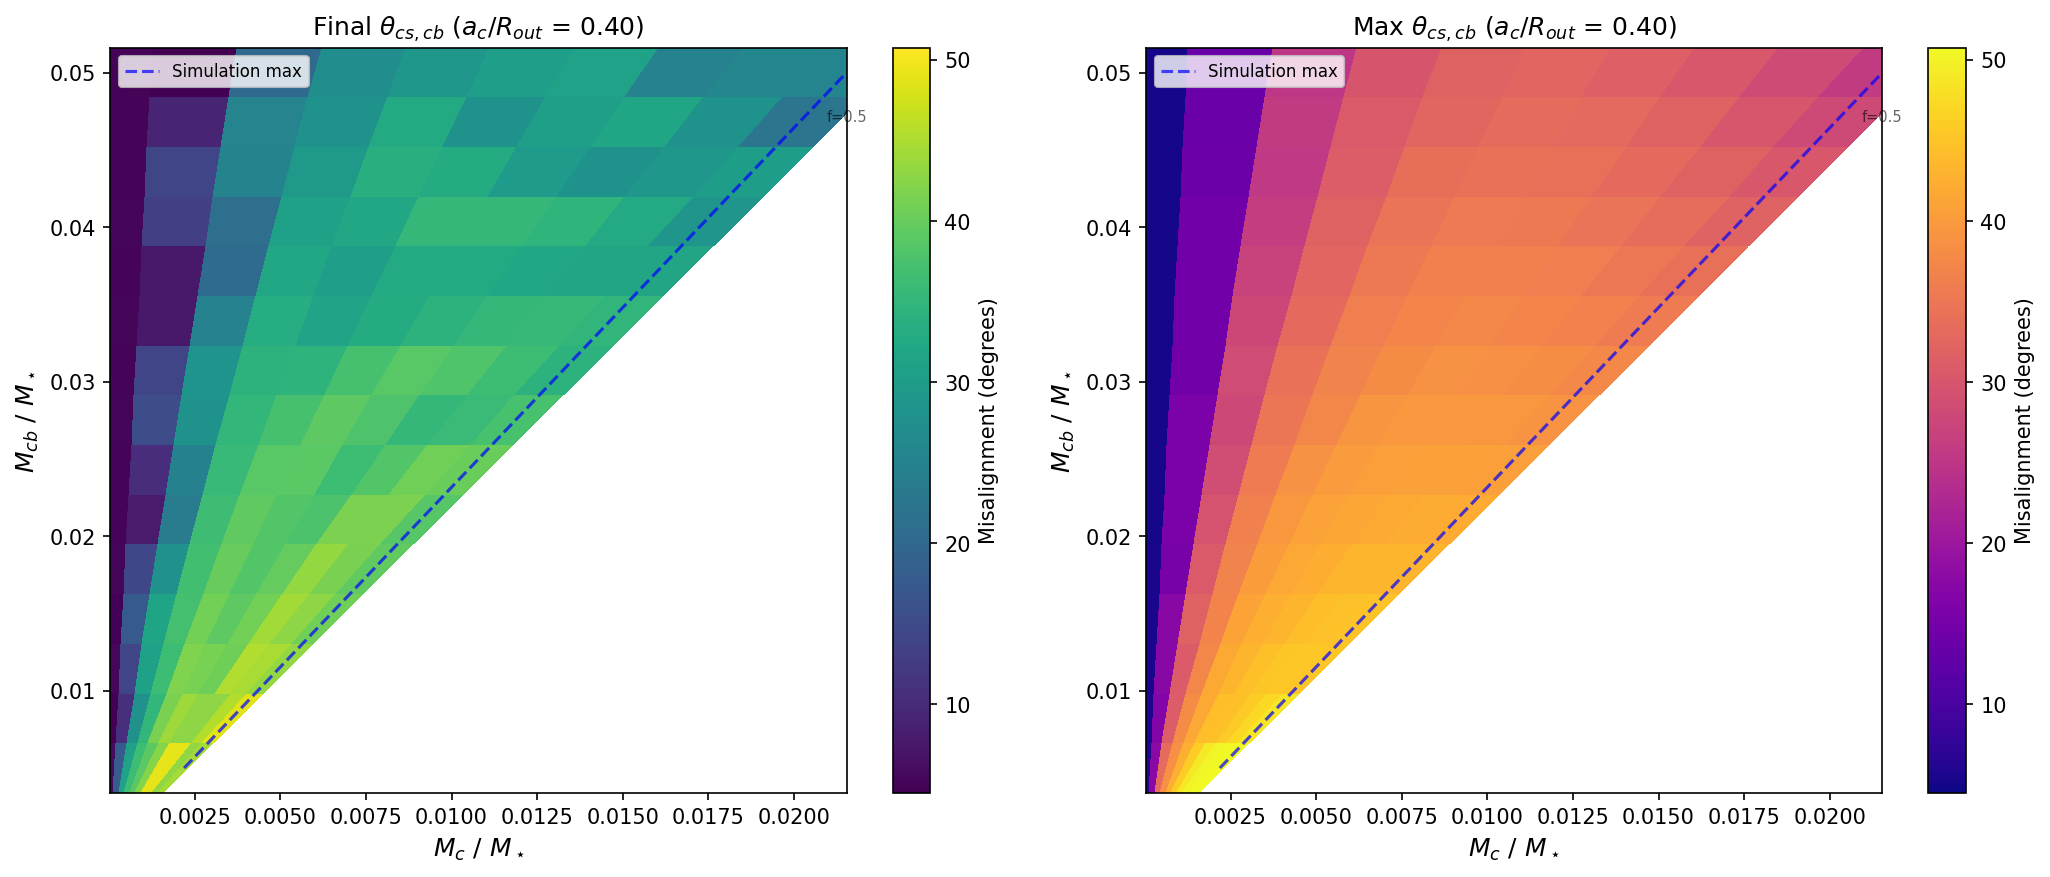 Final θcs, cb (ac/Rout = 0.40)
Simulation max
f=0.5
0.05
0.04
0.03
0.02
0.01
Mcb / M⋆
0.0025 0.0050 0.0075 0.0100 0.0125 0.0150 0.0175 0.0200
Mc / M⋆
50
40
30
20
10
Misalignment (degrees)
Max θcs, cb (ac/Rout = 0.40)
Simulation max
f=0.5
0.05
0.04
0.03
0.02
0.01
Mcb / M⋆
0.0025 0.0050 0.0075 0.0100 0.0125 0.0150 0.0175 0.0200
Mc / M⋆
50
40
30
20
10
Misalignment (degrees)